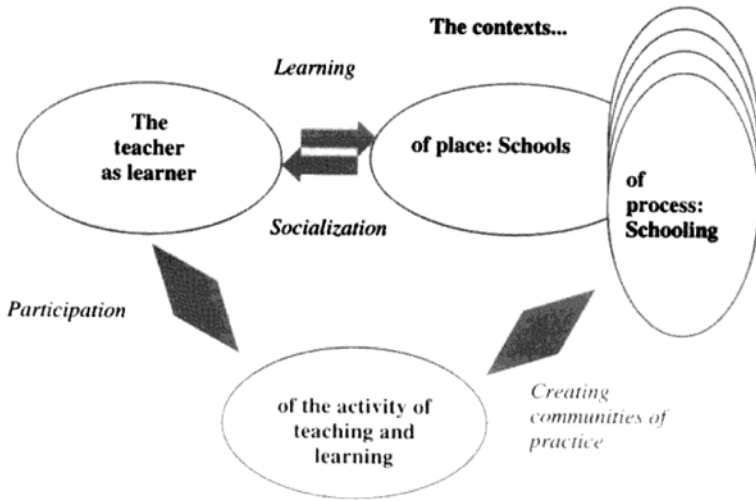 The contexts...
Learning
The
teacher
as learner
of place: Schools
of
process:
Schooling
Socialization
Participation
of the activity of
teaching and
learning
Creating
communities of
practice